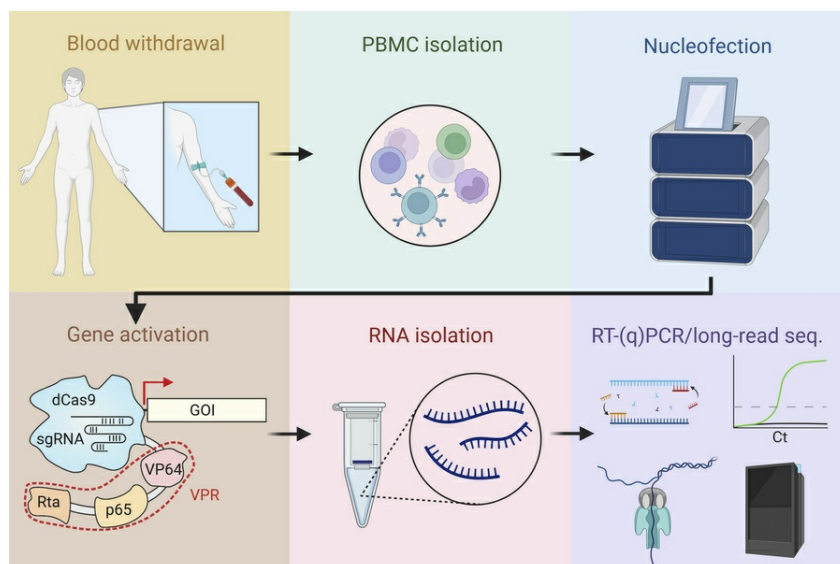 Blood withdrawal
PBMC isolation
Nucleofection
Gene activation
dCas9
sgRNA
GOI
VP64
Rta
p65
VPR
RNA isolation
RT-(q)PCR/long-read seq.
Ct